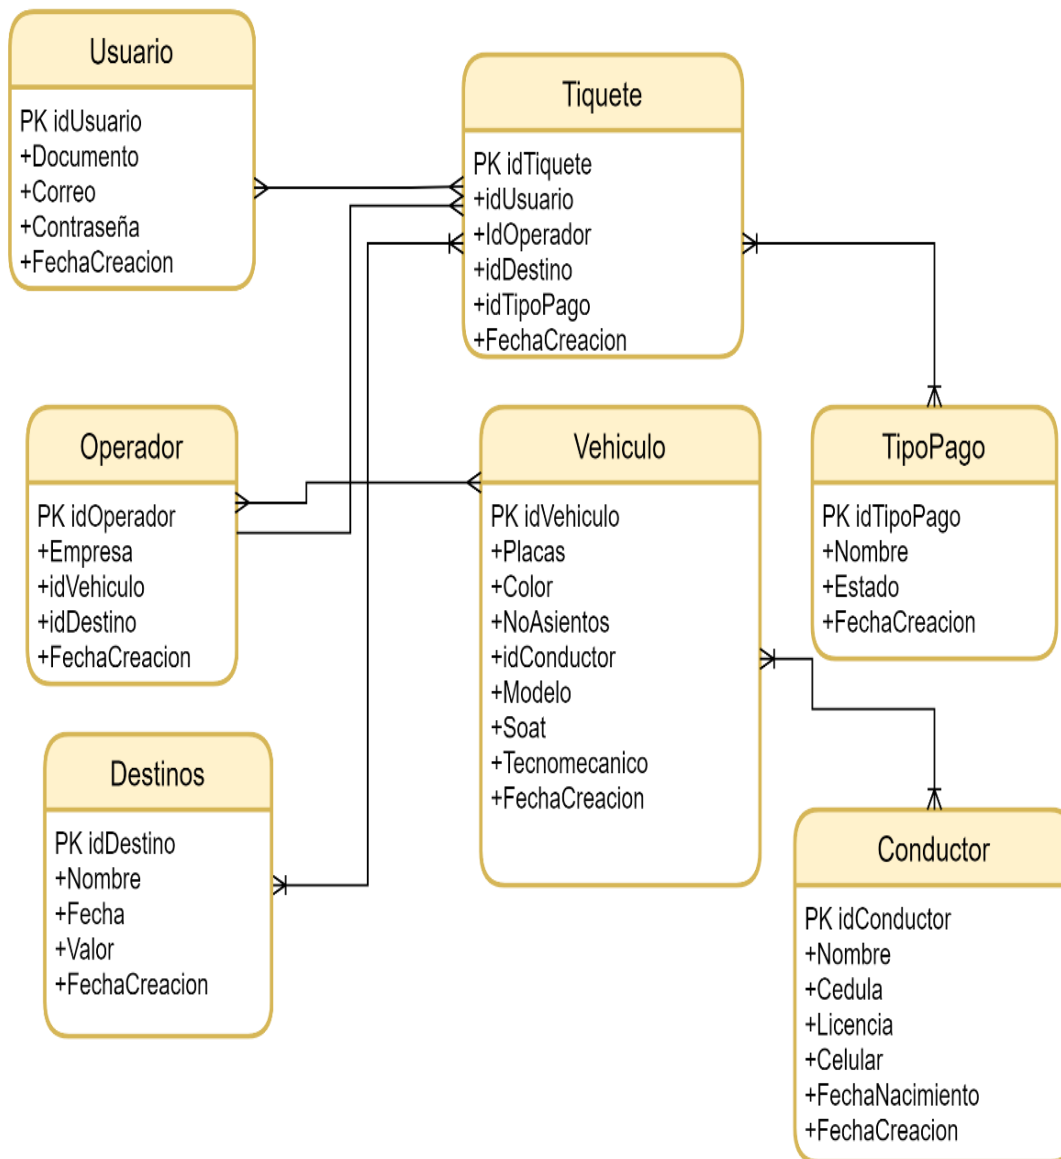 Usuario
PK idUsuario
+Documento
+Correo
+Contraseña
+FechaCreacion
Tiquete
PK idTiquete
+idUsuario
+IdOperador
+idDestino
+idTipoPago
+FechaCreacion
Operador
PK idOperador
+Empresa
+idVehiculo
+idDestino
+FechaCreacion
Vehiculo
PK idVehiculo
+Placas
+Color
+NoAsientos
+idConductor
+Modelo
+Soat
+Tecnomecanico
+FechaCreacion
TipoPago
PK idTipoPago
+Nombre
+Estado
+FechaCreacion
Destinos
PK idDestino
+Nombre
+Fecha
+Valor
+FechaCreacion
Conductor
PK idConductor
+Nombre
+Cedula
+Licencia
+Celular
+FechaNacimiento
+FechaCreacion